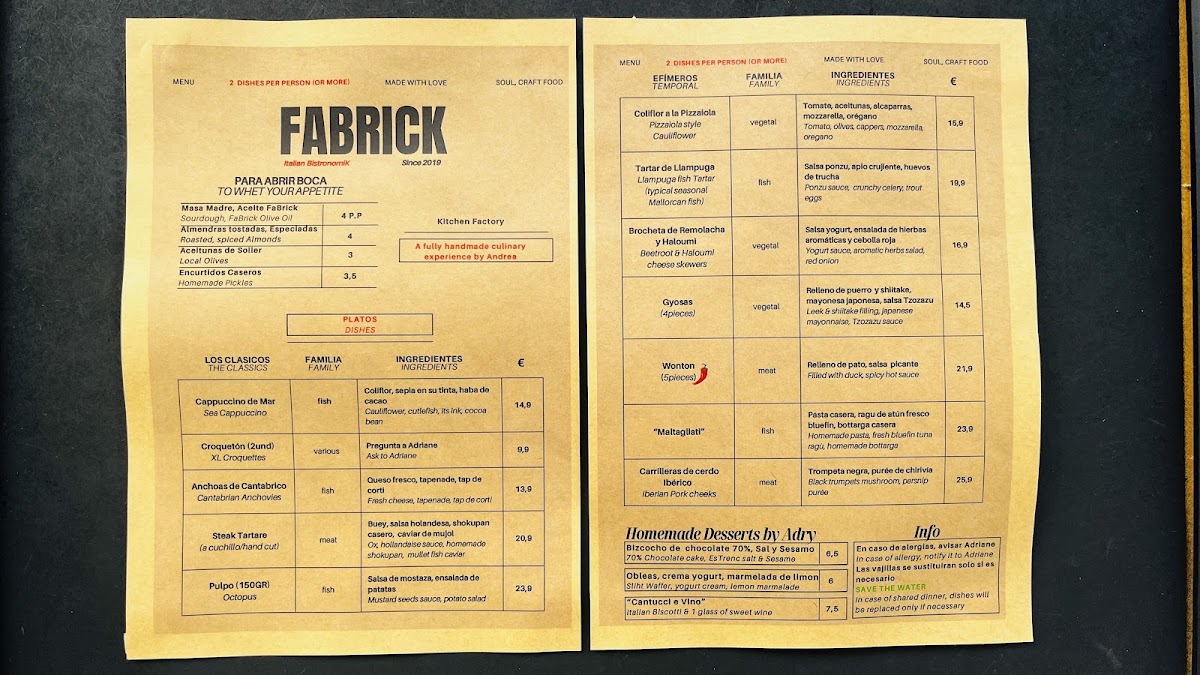 MENU
2 DISHES PER PERSON (OR MORE)
MADE WITH LOVE
SOUL, CRAFT FOOD
FABRICK
Italian Bistronomik
Since 2019
PARA ABRIR BOCA
TO WHET YOUR APPETITE
Masa Madre, Aceite FaBrick
Sourdough, FaBrick Olive Oil
4 P.P
Almendras tostadas, Especiadas
Roasted, spiced Almonds
4
Aceitunas de Soller
Local Olives
3
Encurtidos Caseros
Homemade Pickles
3,5
Kitchen Factory
A fully handmade culinary
experience by Andrea
PLATOS
DISHES
LOS CLASICOS
THE CLASSICS
FAMILIA
FAMILY
INGREDIENTES
INGREDIENTS
€
Cappuccino de Mar
Sea Cappuccino
fish
Coliflor, sepia en su tinta, haba de
cacao
Cauliflower, cutlefish, its ink, cocoa
bean
14,9
Croquetón (2und)
XL Croquettes
various
Pregunta a Adriane
Ask to Adriane
9,9
Anchoas de Cantabrico
Cantabrian Anchovies
fish
Queso fresco, tapenade, tap de
corti
Fresh cheese, tapenade, tap de corti
13,9
Steak Tartare
(a cuchillo/hand cut)
meat
Buey, salsa holandesa, shokupan
casero, caviar de mujol
Ox, hollandaise sauce, homemade
shokupan, mullet fish caviar
20,9
Pulpo (150GR)
Octopus
fish
Salsa de mostaza, ensalada de
patatas
Mustard seeds sauce, potato salad
23,9
MENU
2 DISHES PER PERSON (OR MORE)
MADE WITH LOVE
SOUL, CRAFT FOOD
EFÍMEROS
TEMPORAL
FAMILIA
FAMILY
INGREDIENTES
INGREDIENTS
€
Coliflor a la Pizzaiola
Pizzaiola style
Cauliflower
vegetal
Tomate, aceitunas, alcaparras,
mozzarella, orégano
Tomato, olives, cappers, mozzarella,
oregano
15,9
Tartar de Llampuga
Llampuga fish Tartar
(typical seasonal
Mallorcan fish)
fish
Salsa ponzu, apio crujiente, huevos
de trucha
Ponzu sauce, crunchy celery, trout
eggs
19,9
Brocheta de Remolacha
y Haloumi
Beetroot & Haloumi
cheese skewers
vegetal
Salsa yogurt, ensalada de hierbas
aromáticas y cebolla roja
Yogurt sauce, aromatic herbs salad,
red onion
16,9
Gyosas
(4pieces)
vegetal
Relleno de puerro y shiitake,
mayonesa japonesa, salsa Tzozazu
Leek & shiitake filling, japanese
mayonnaise, Tzozazu sauce
14,5
Wonton
(5pieces)
meat
Relleno de pato, salsa picante
Filled with duck, spicy hot sauce
21,9
"Maltagliati"
fish
Pasta casera, ragu de atún fresco
bluefin, bottarga casera
Homemade pasta, fresh bluefin tuna
ragù, homemade bottarga
23,9
Carrilleras de cerdo
Ibérico
Iberian Pork cheeks
meat
Trompeta negra, purée de chirivía
Black trumpets mushroom, parsnip
purée
25,9
Homemade Desserts by Adry
Bizcocho de chocolate 70%, Sal y Sesamo
70% Chocolate cake, EsTrenc salt & Sesame
6,5
Obleas, crema yogurt, marmelada de limon
Sliht Waffer, yogurt cream, lemon marmalade
6
"Cantucci e Vino"
Italian Biscotti & 1 glass of sweet wine
7,5
Info
En caso de alergias, avisar Adriane
In case of allergy, notify it to Adriane
Las vajillas se sustituiran solo si es
necesario
SAVE THE WATER
In case of shared dinner, dishes will
be replaced only if necessary